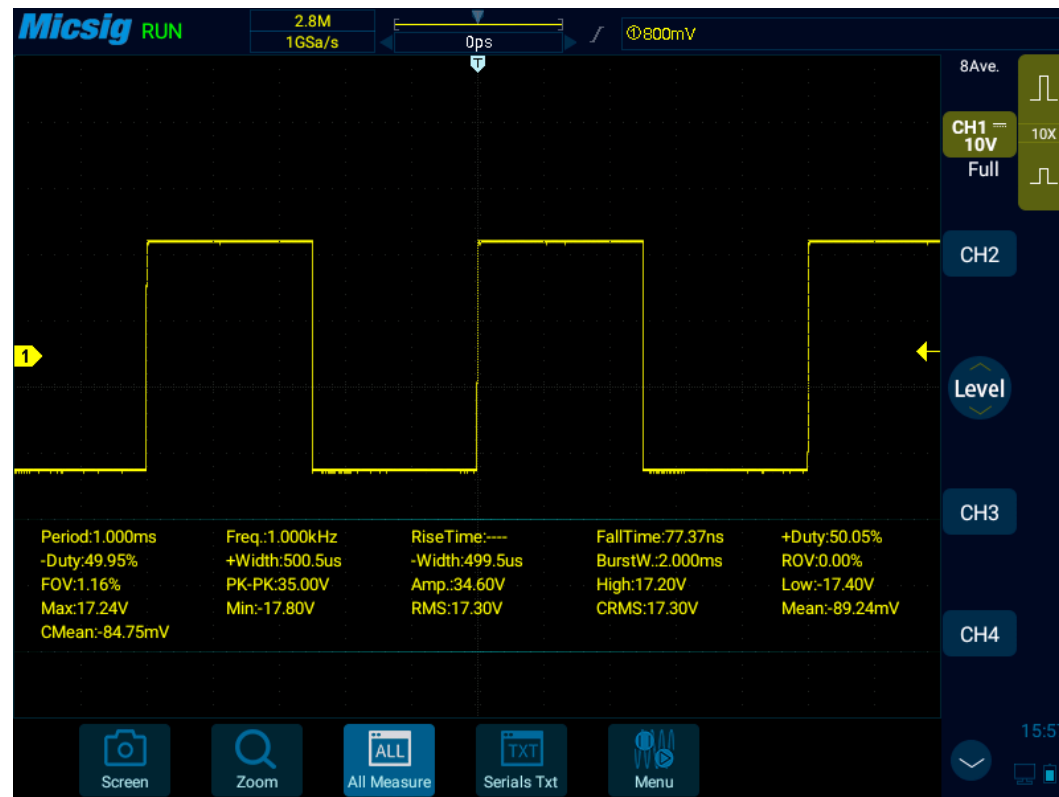 Micsig RUN 2.8M
1GSa/s 0ps ①800mV
T
8Ave.
CH1 10X
10V
Full
CH2
1
Level
CH3
Period:1.000ms Freq.:1.000kHz RiseTime:---- FallTime:77.37ns +Duty:50.05%
-Duty:49.95% +Width:500.5us -Width:499.5us BurstW.:2.000ms ROV:0.00%
FOV:1.16% PK-PK:35.00V Amp.:34.60V High:17.20V Low:-17.40V
Max:17.24V Min:-17.80V RMS:17.30V CRMS:17.30V Mean:-89.24mV
CMean:-84.75mV
CH4
ALL TXT
Screen Zoom All Measure Serials Txt Menu